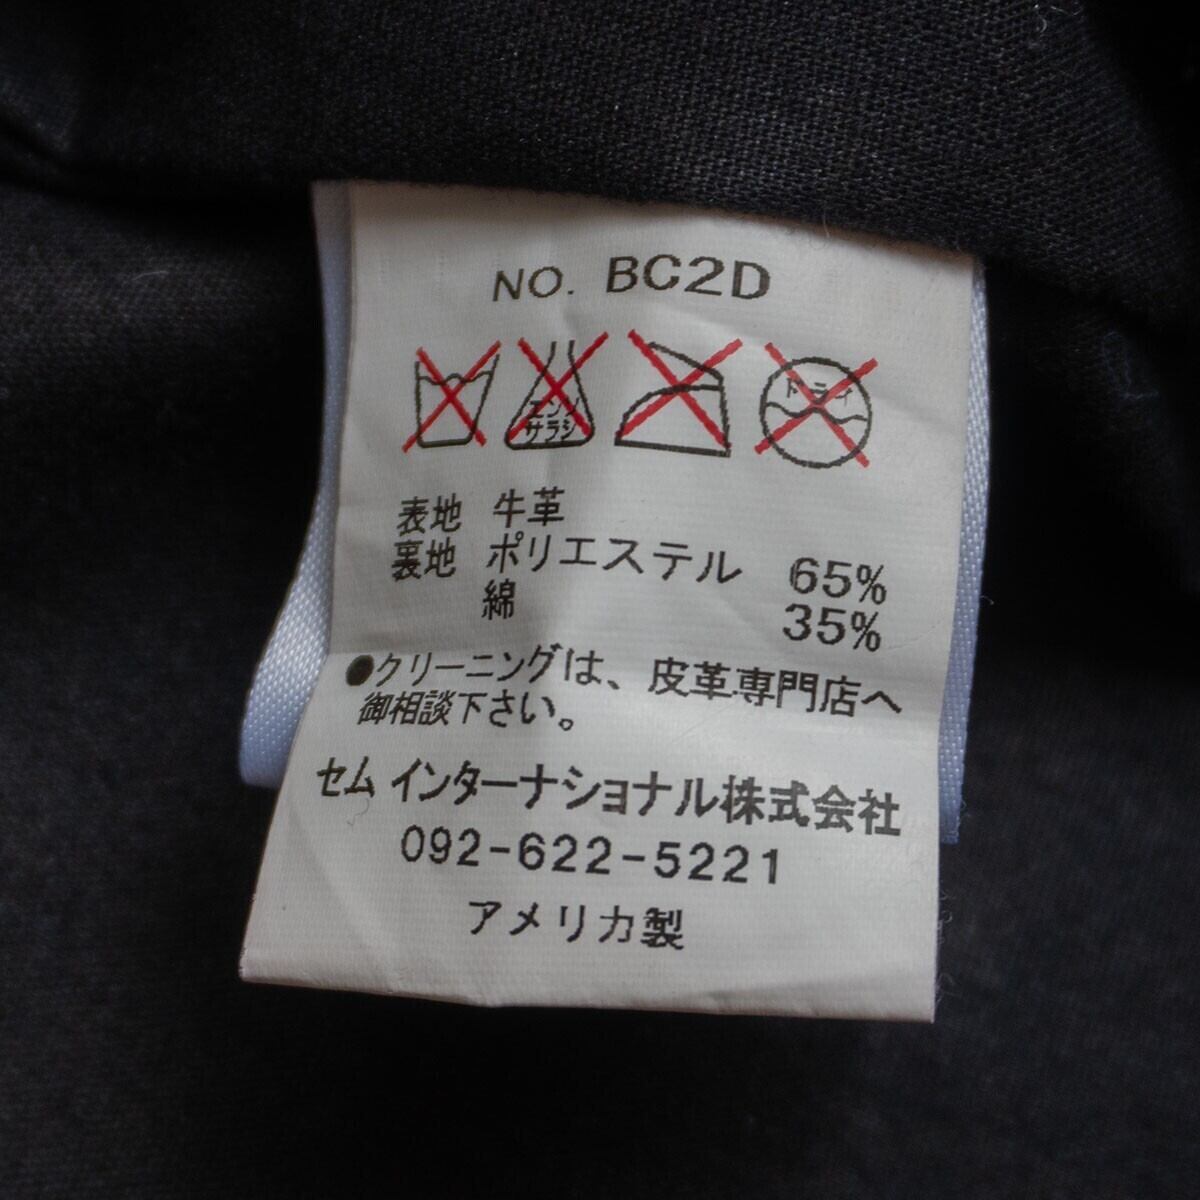 NO. BC2D
エンソ サラシ ドライ
表地 牛革
裏地 ポリエステル 65%
綿 35%
●クリーニングは、皮革専門店へ
御相談下さい。
セム インターナショナル株式会社
092-622-5221
アメリカ製